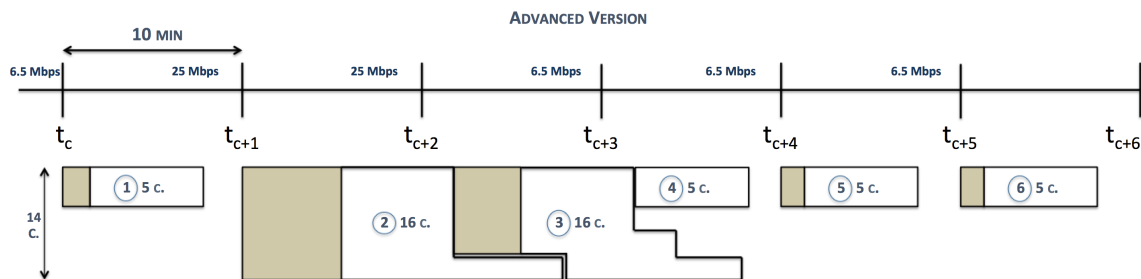 ADVANCED VERSION
10 MIN
6.5 Mbps 25 Mbps 25 Mbps 6.5 Mbps 6.5 Mbps 6.5 Mbps
tc tc+1 tc+2 tc+3 tc+4 tc+5 tc+6
1 5 C. 4 5 C. 5 5 C. 6 5 C.
14
C.
2 16 C. 3 16 C.